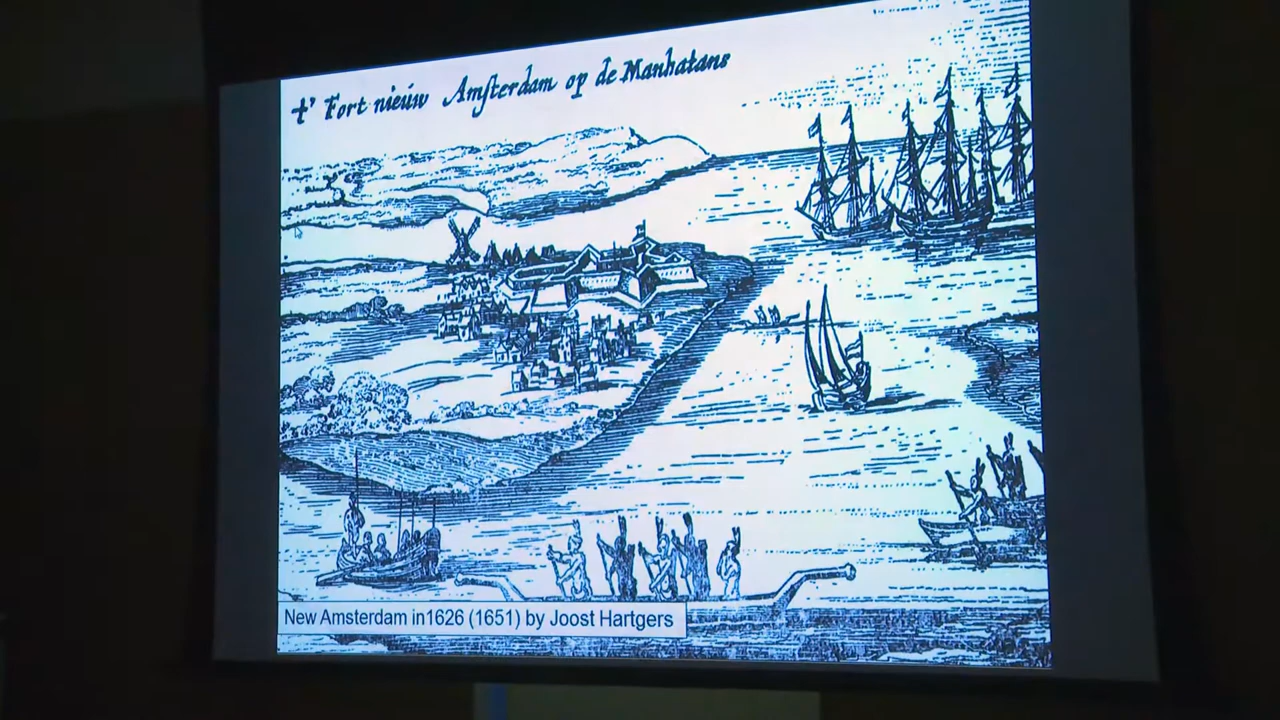 t' Fort nieuw Amsterdam op de Manhatans
New Amsterdam in1626 (1651) by Joost Hartgers